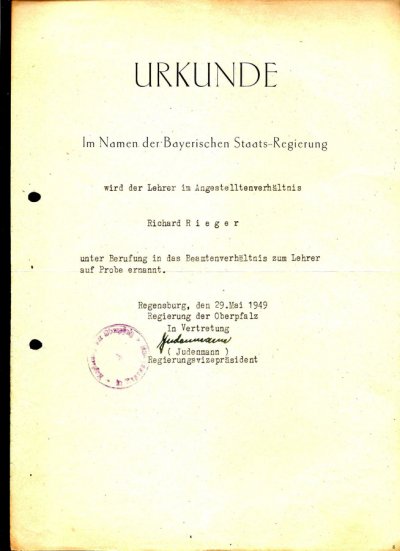 URKUNDE
Im Namen der Bayerischen Staats-Regierung
wird der Lehrer im Angestelltenverhältnis
Richard R i e g e r
unter Berufung in das Beamtenverhältnis zum Lehrer
auf Probe ernannt.
Regensburg, den 29.Mai 1949
Regierung der Oberpfalz
In Vertretung
Judenmann
( Judenmann )
Regierungsvizepräsident